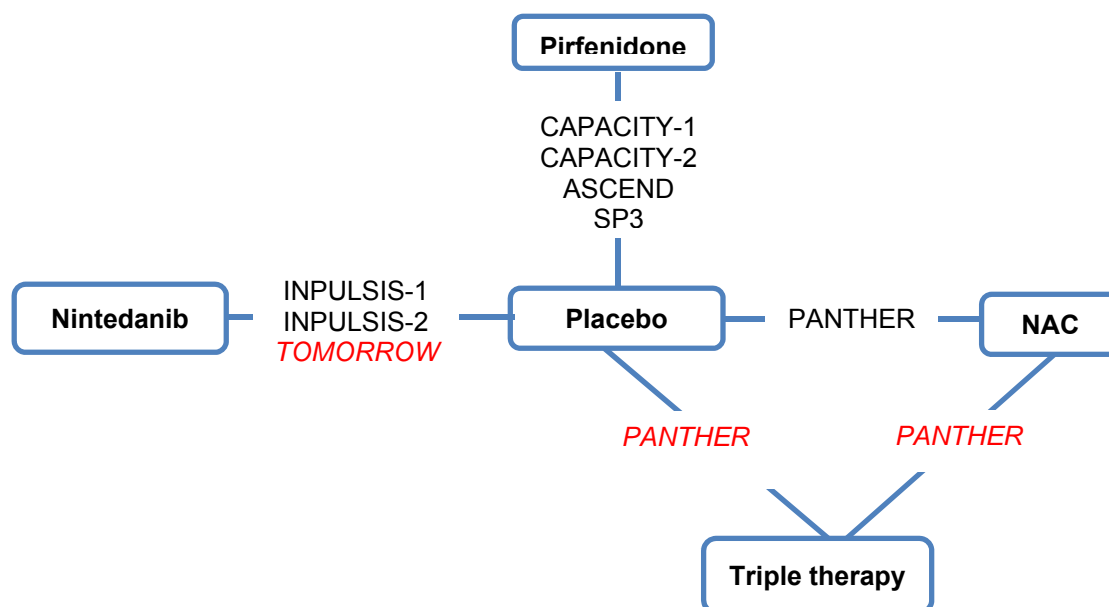 Pirfenidone
CAPACITY-1
CAPACITY-2
ASCEND
SP3
Nintedanib
INPULSIS-1
INPULSIS-2
TOMORROW
Placebo
PANTHER
NAC
PANTHER
PANTHER
Triple therapy